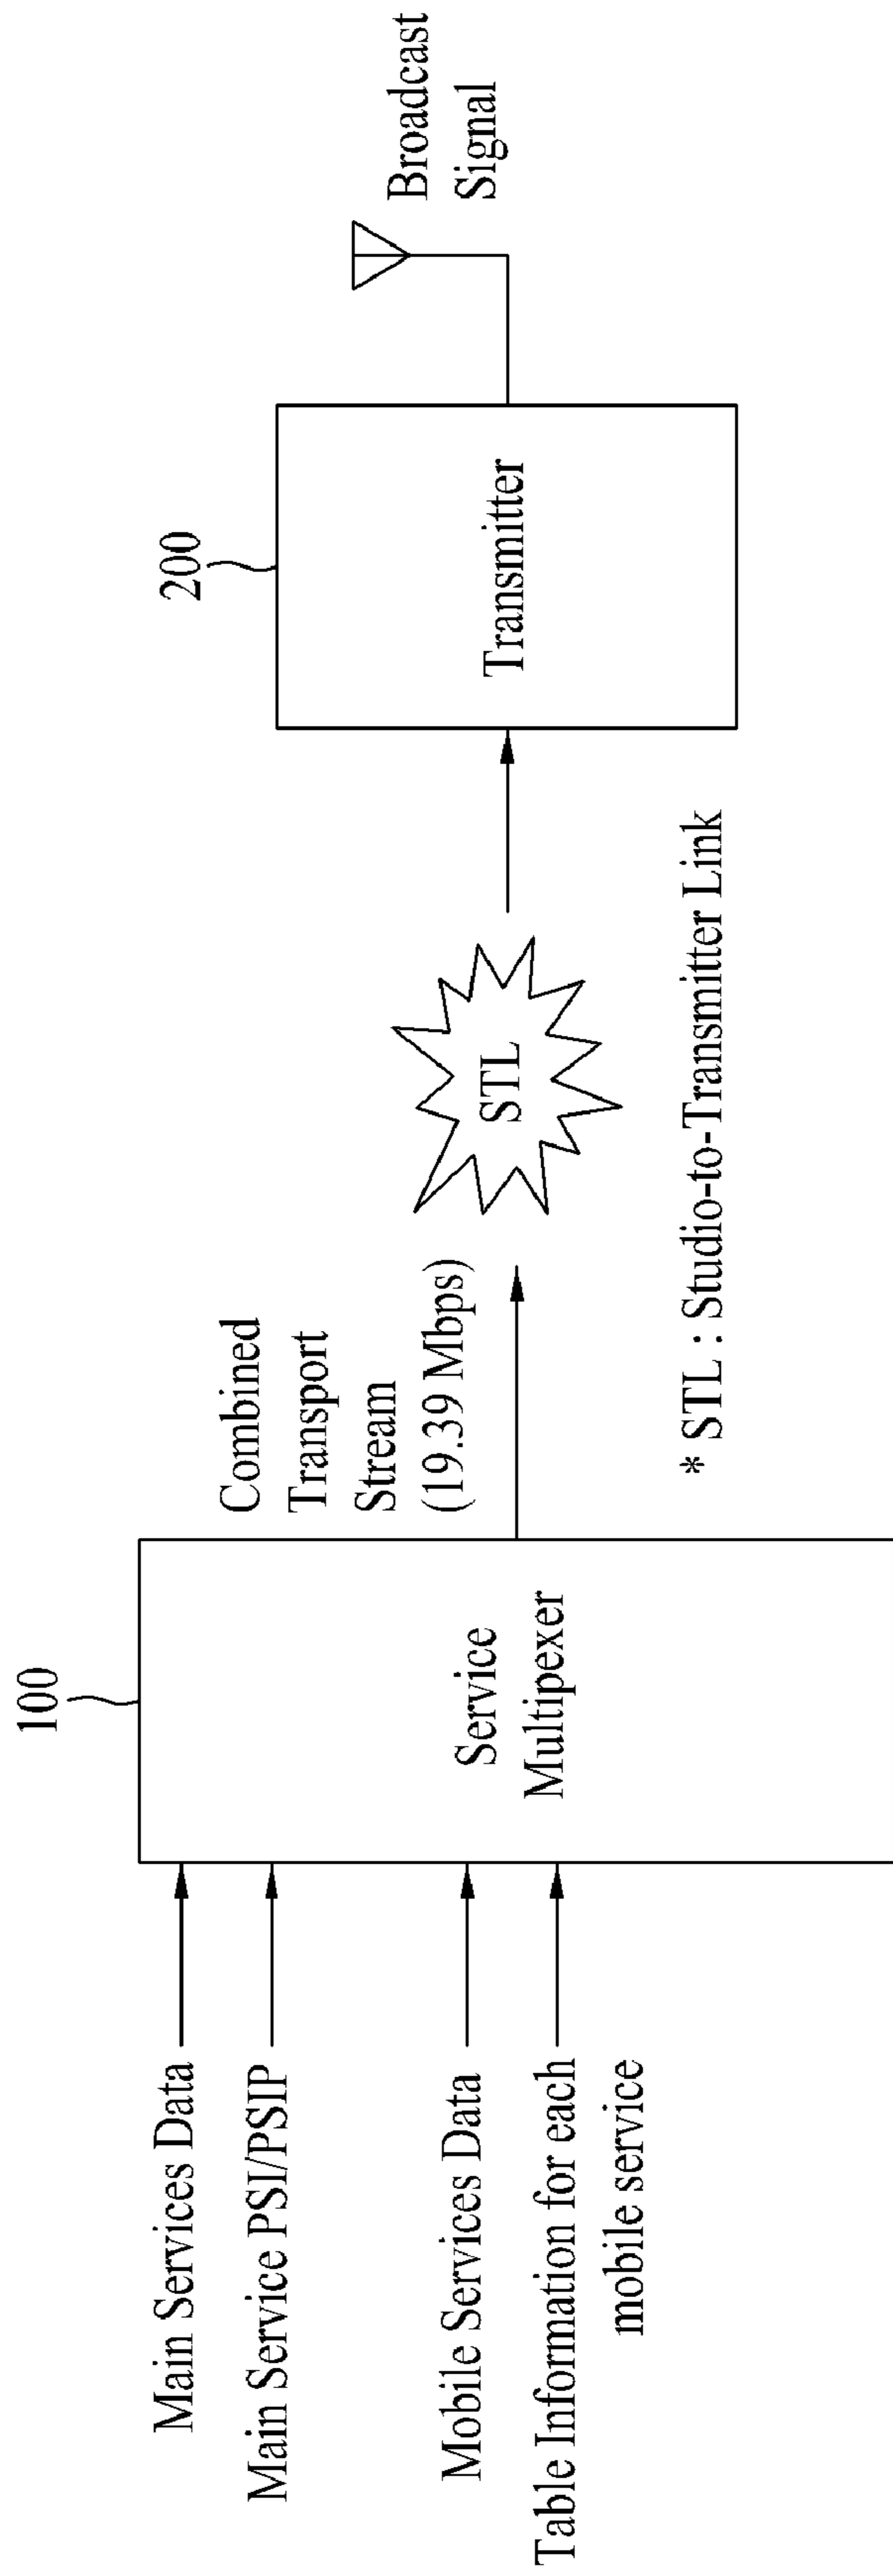 Main Services Data
Main Service PSI/PSIP
Mobile Services Data
Table Information for each
mobile service
100
Service
Multipexer
Combined
Transport
Stream
(19.39 Mbps)
STL
* STL : Studio-to-Transmitter Link
200
Transmitter
Broadcast
Signal